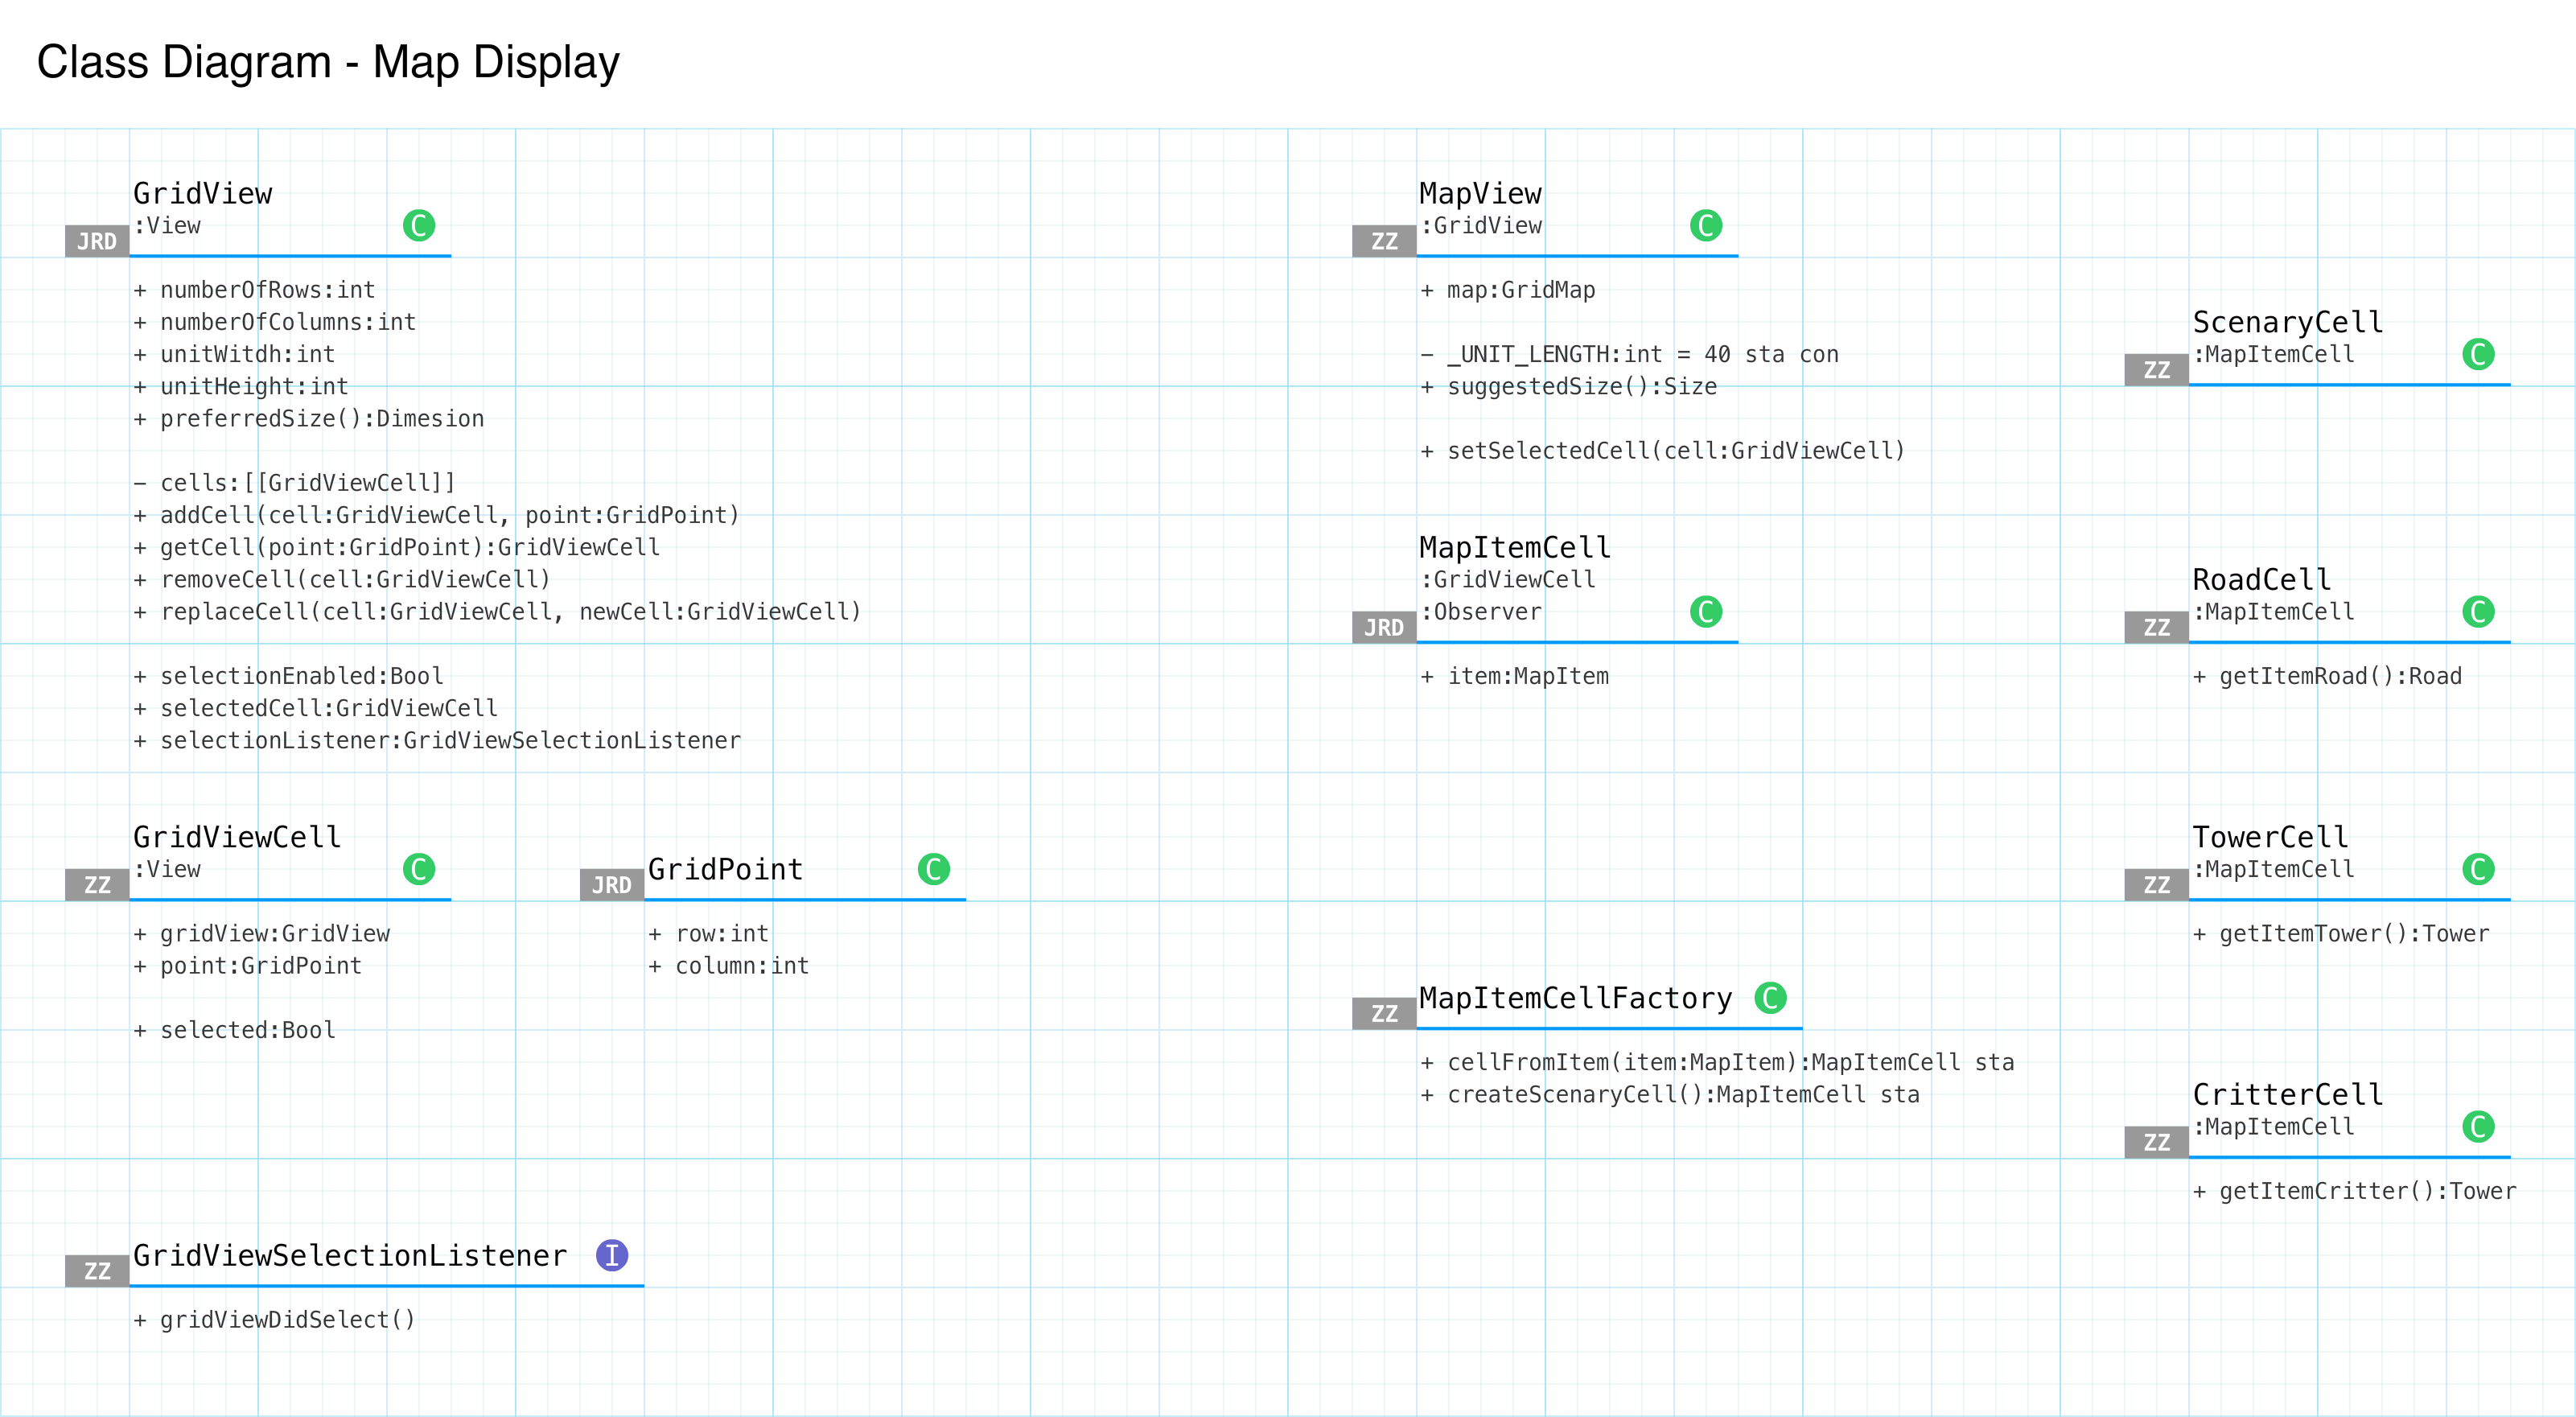 Class Diagram - Map Display
GridView
:View
C
JRD
+ numberOfRows:int
+ numberOfColumns:int
+ unitWitdh:int
+ unitHeight:int
+ preferredSize():Dimesion
− cells:[[GridViewCell]]
+ addCell(cell:GridViewCell, point:GridPoint)
+ getCell(point:GridPoint):GridViewCell
+ removeCell(cell:GridViewCell)
+ replaceCell(cell:GridViewCell, newCell:GridViewCell)
+ selectionEnabled:Bool
+ selectedCell:GridViewCell
+ selectionListener:GridViewSelectionListener
GridViewCell
:View
C
ZZ
+ gridView:GridView
+ point:GridPoint
+ selected:Bool
GridPoint
C
JRD
+ row:int
+ column:int
GridViewSelectionListener
I
ZZ
+ gridViewDidSelect()
MapView
:GridView
C
ZZ
+ map:GridMap
− _UNIT_LENGTH:int = 40 sta con
+ suggestedSize():Size
+ setSelectedCell(cell:GridViewCell)
MapItemCell
:GridViewCell
:Observer
C
JRD
+ item:MapItem
MapItemCellFactory
C
ZZ
+ cellFromItem(item:MapItem):MapItemCell sta
+ createScenaryCell():MapItemCell sta
ScenaryCell
:MapItemCell
C
ZZ
RoadCell
:MapItemCell
C
ZZ
+ getItemRoad():Road
TowerCell
:MapItemCell
C
ZZ
+ getItemTower():Tower
CritterCell
:MapItemCell
C
ZZ
+ getItemCritter():Tower